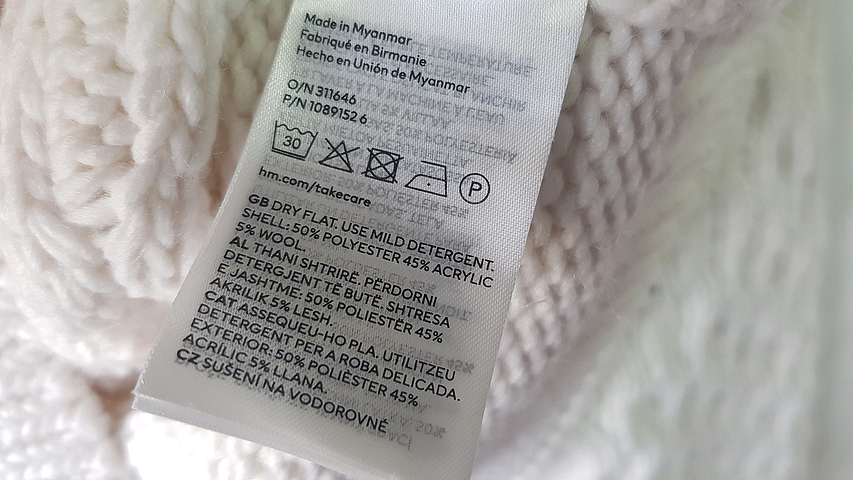 Made in Myanmar
Fabriqué en Birmanie
Hecho en Unión de Myanmar
O/N 311646
P/N 1089152 6
30
P
hm.com/takecare
GB DRY FLAT. USE MILD DETERGENT.
SHELL: 50% POLYESTER 45% ACRYLIC
5% WOOL.
AL THANI SHTRIRË. PËRDORNI
DETERGJENT TË BUTË. SHTRESA
E JASHTME: 50% POLIESTËR 45%
AKRILIK 5% LESH.
CAT ASSEQUEU-HO PLA. UTILITZEU
DETERGENT PER A ROBA DELICADA.
EXTERIOR: 50% POLIÈSTER 45%
ACRÍLIC 5% LLANA.
CZ SUŠENÍ NA VODOROVNÉ